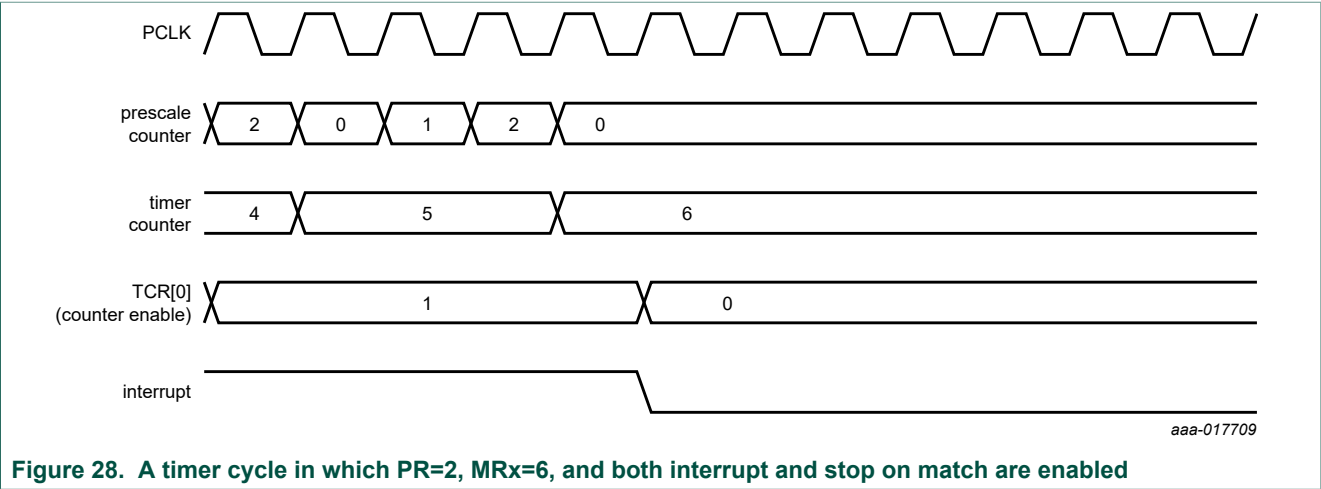 PCLK
prescale
counter
2 0 1 2 0
timer
counter
4 5 6
TCR[0]
(counter enable)
1 0
interrupt
aaa-017709
Figure 28. A timer cycle in which PR=2, MRx=6, and both interrupt and stop on match are enabled